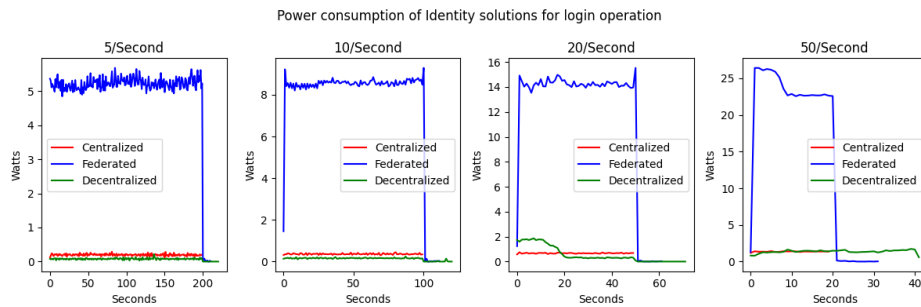 Power consumption of Identity solutions for login operation
5/Second
Watts
5
4
3
2
1
0
Centralized
Federated
Decentralized
0 50 100 150 200
Seconds
10/Second
Watts
8
6
4
2
0
Centralized
Federated
Decentralized
0 50 100
Seconds
20/Second
Watts
16
14
12
10
8
6
4
2
0
Centralized
Federated
Decentralized
0 20 40 60
Seconds
50/Second
Watts
25
20
15
10
5
0
Centralized
Federated
Decentralized
0 10 20 30 40
Seconds